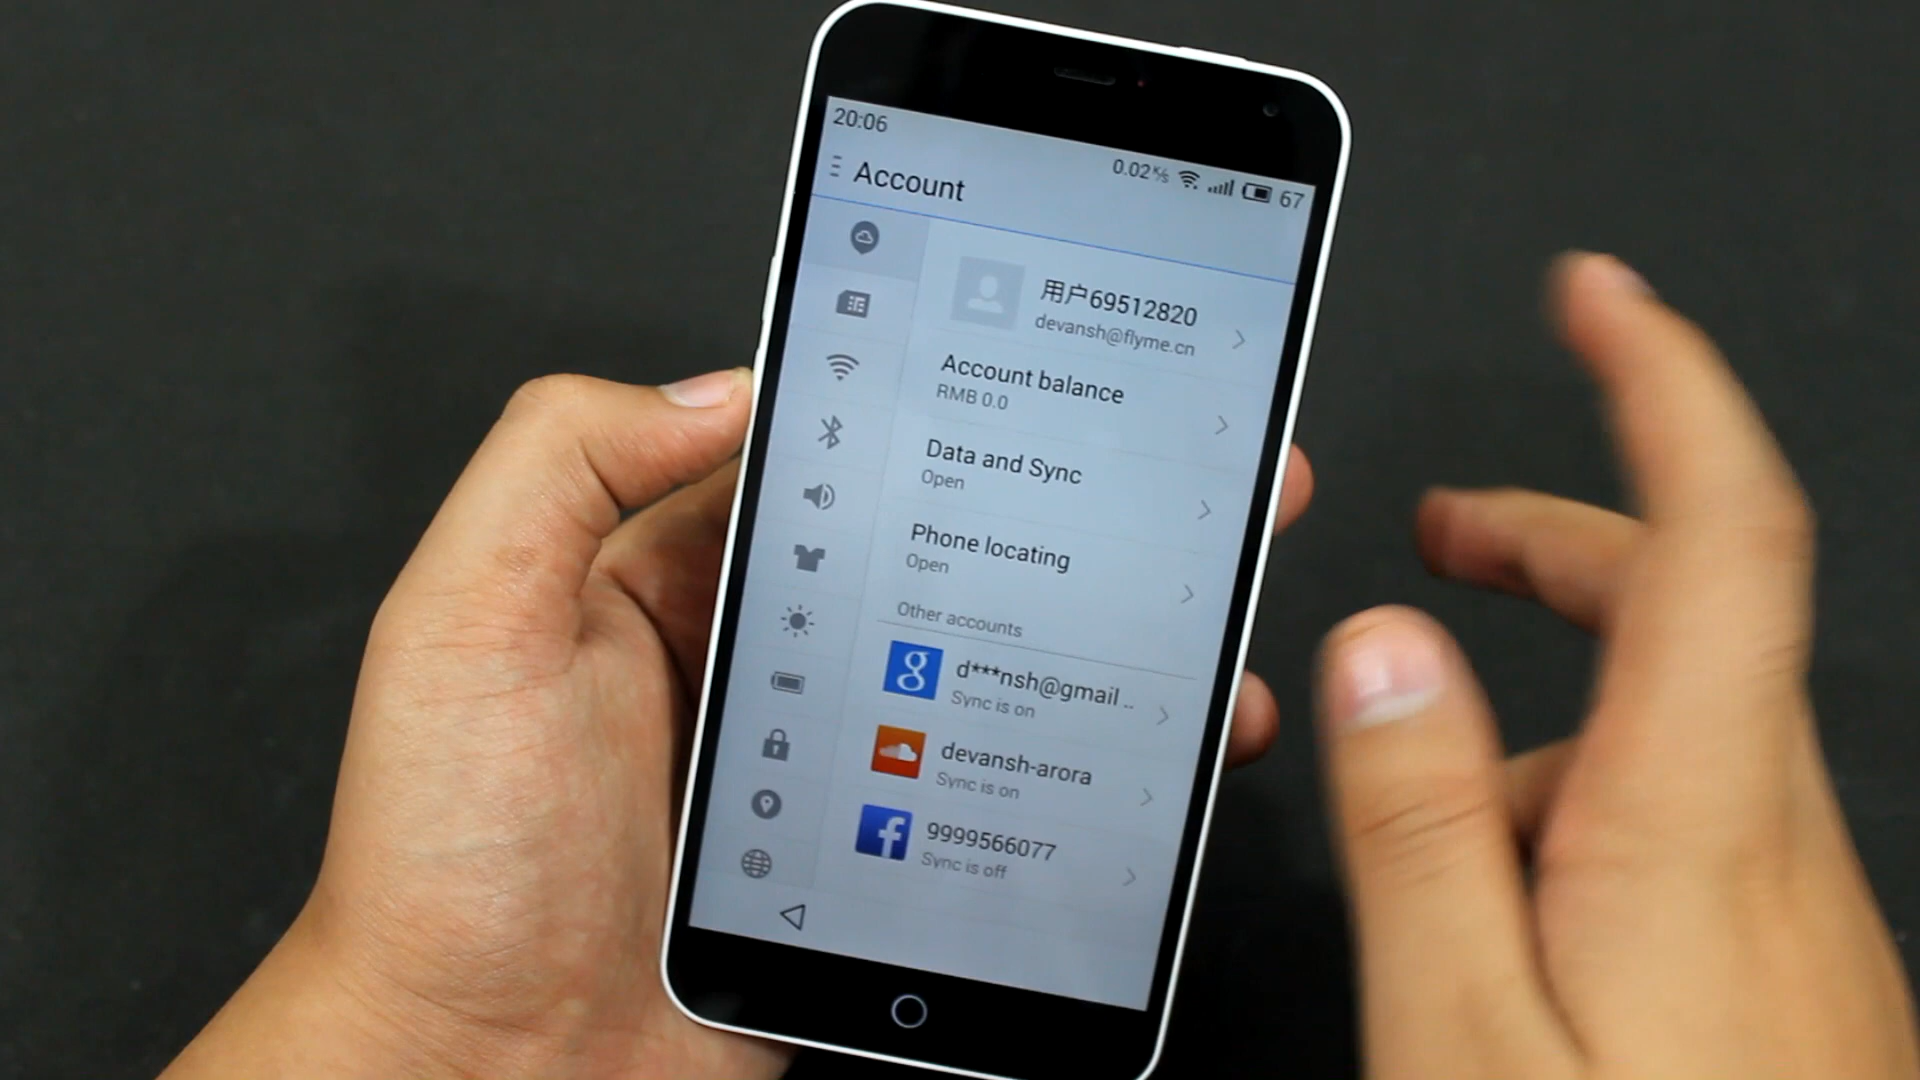 20:06
0.02K/s 67
Account
用户69512820
devansh@flyme.cn
Account balance
RMB 0.0
Data and Sync
Open
Phone locating
Open
Other accounts
g
d***nsh@gmail ..
Sync is on
devansh-arora
Sync is on
f
9999566077
Sync is off